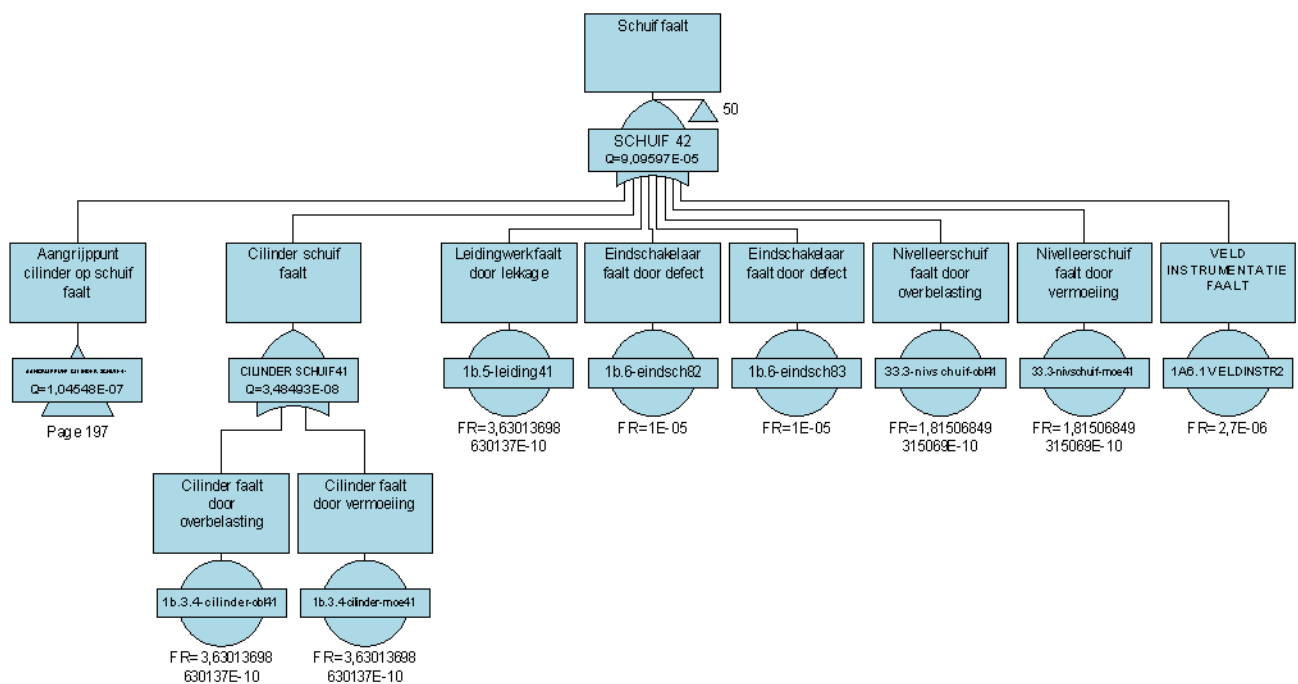 Schuif faalt
50
SCHUIF 42
Q=9,09597E-05
Aangrijppunt
cilinder op schuif
faalt
Cilinder schuif
faalt
Leidingwerkfaalt
door lekkage
Eindschakelaar
faalt door defect
Eindschakelaar
faalt door defect
Nivelleerschuif
faalt door
overbelasting
Nivelleerschuif
faalt door
vermoeiing
VELD
INSTRUMENTATIE
FAALT
Q=1,04548E-07
Page 197
CILINDER SCHUIF41
Q=3,48493E-08
1b.5-leiding41
FR=3,63013698
630137E-10
1b.6-eindsch82
FR=1E-05
1b.6-eindsch83
FR=1E-05
33.3-nivschuif-obl41
FR=1,81506849
315069E-10
33.3-nivschuif-moe41
FR=1,81506849
315069E-10
1A6.1VELDINSTR2
FR=2,7E-06
Cilinder faalt
door
overbelasting
Cilinder faalt
door vermoeiing
1b.3.4-cilinder-obl41
FR=3,63013698
630137E-10
1b.3.4-cilinder-moe41
FR=3,63013698
630137E-10